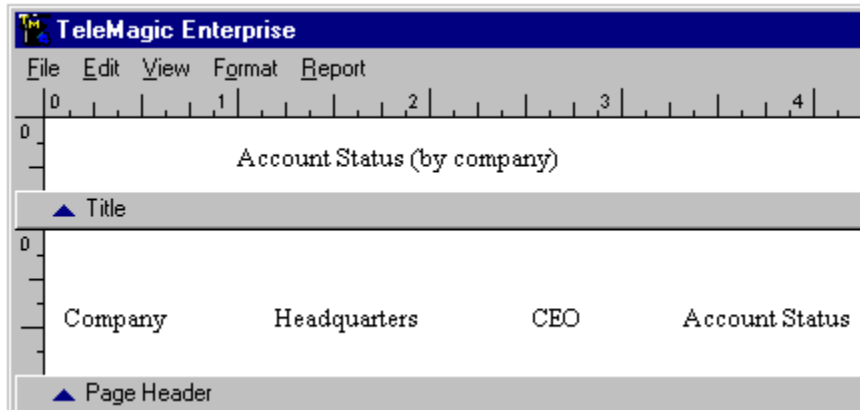 TeleMagic Enterprise
File Edit View Format Report
0 1 2 3 4
0
Account Status (by company)
Title
0
Company Headquarters CEO Account Status
Page Header